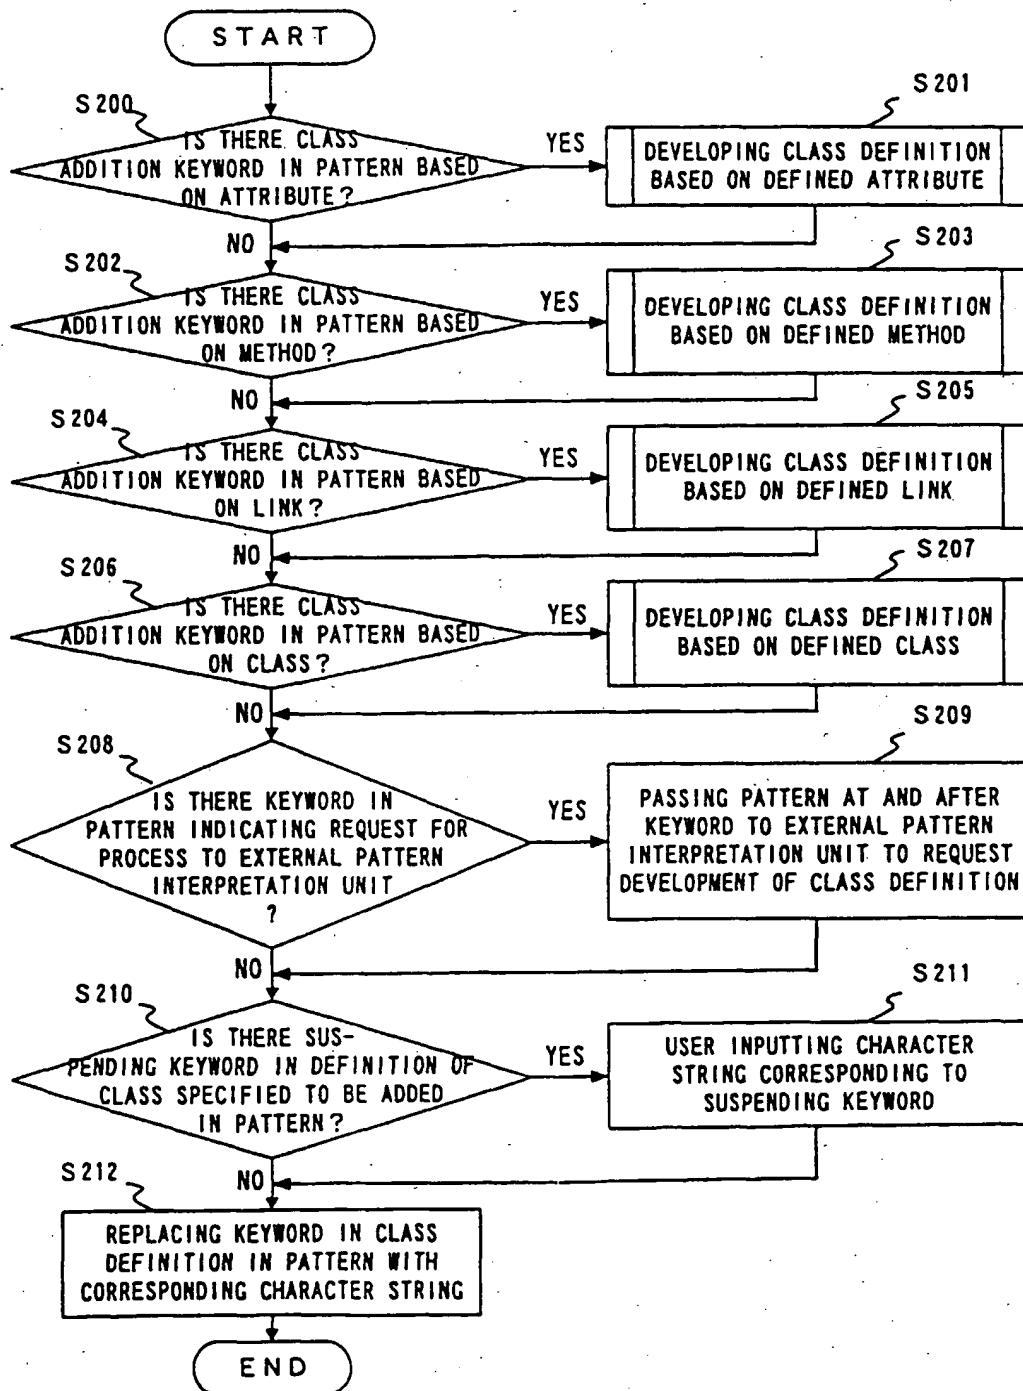 START
S200
IS THERE CLASS
ADDITION KEYWORD IN PATTERN BASED
ON ATTRIBUTE?
YES
S201
DEVELOPING CLASS DEFINITION
BASED ON DEFINED ATTRIBUTE
NO
S202
IS THERE CLASS
ADDITION KEYWORD IN PATTERN BASED
ON METHOD?
YES
S203
DEVELOPING CLASS DEFINITION
BASED ON DEFINED METHOD
NO
S204
IS THERE CLASS
ADDITION KEYWORD IN PATTERN BASED
ON LINK?
YES
S205
DEVELOPING CLASS DEFINITION
BASED ON DEFINED LINK
NO
S206
IS THERE CLASS
ADDITION KEYWORD IN PATTERN BASED
ON CLASS?
YES
S207
DEVELOPING CLASS DEFINITION
BASED ON DEFINED CLASS
NO
S208
IS THERE KEYWORD IN
PATTERN INDICATING REQUEST FOR
PROCESS TO EXTERNAL PATTERN
INTERPRETATION UNIT
?
YES
S209
PASSING PATTERN AT AND AFTER
KEYWORD TO EXTERNAL PATTERN
INTERPRETATION UNIT TO REQUEST
DEVELOPMENT OF CLASS DEFINITION
NO
S210
IS THERE SUS-
PENDING KEYWORD IN DEFINITION OF
CLASS SPECIFIED TO BE ADDED
IN PATTERN?
YES
S211
USER INPUTTING CHARACTER
STRING CORRESPONDING TO
SUSPENDING KEYWORD
NO
S212
REPLACING KEYWORD IN CLASS
DEFINITION IN PATTERN WITH
CORRESPONDING CHARACTER STRING
END